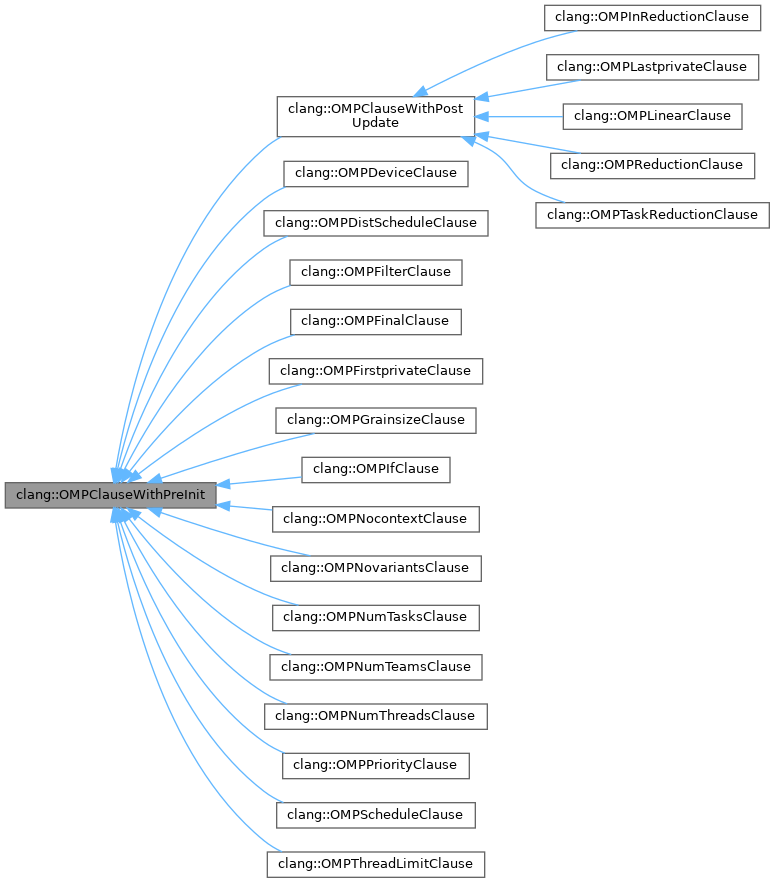 clang::OMPInReductionClause
clang::OMPLastprivateClause
clang::OMPClauseWithPost
Update
clang::OMPLinearClause
clang::OMPReductionClause
clang::OMPDeviceClause
clang::OMPTaskReductionClause
clang::OMPDistScheduleClause
clang::OMPFilterClause
clang::OMPFinalClause
clang::OMPFirstprivateClause
clang::OMPGrainsizeClause
clang::OMPIfClause
clang::OMPClauseWithPreInit
clang::OMPNocontextClause
clang::OMPNovariantsClause
clang::OMPNumTasksClause
clang::OMPNumTeamsClause
clang::OMPNumThreadsClause
clang::OMPPriorityClause
clang::OMPScheduleClause
clang::OMPThreadLimitClause